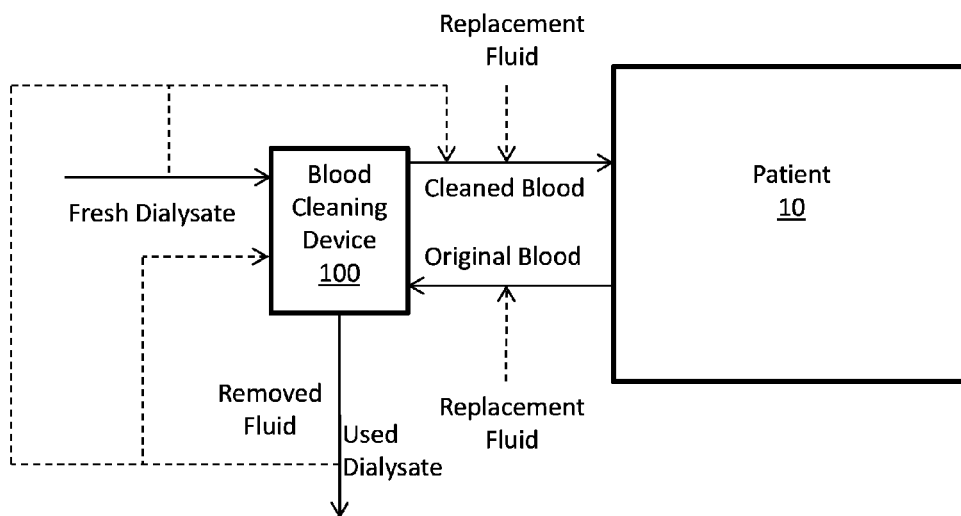 Replacement
Fluid
Fresh Dialysate
Blood
Cleaning
Device
100
Cleaned Blood
Original Blood
Patient
10
Removed
Fluid
Used
Dialysate
Replacement
Fluid